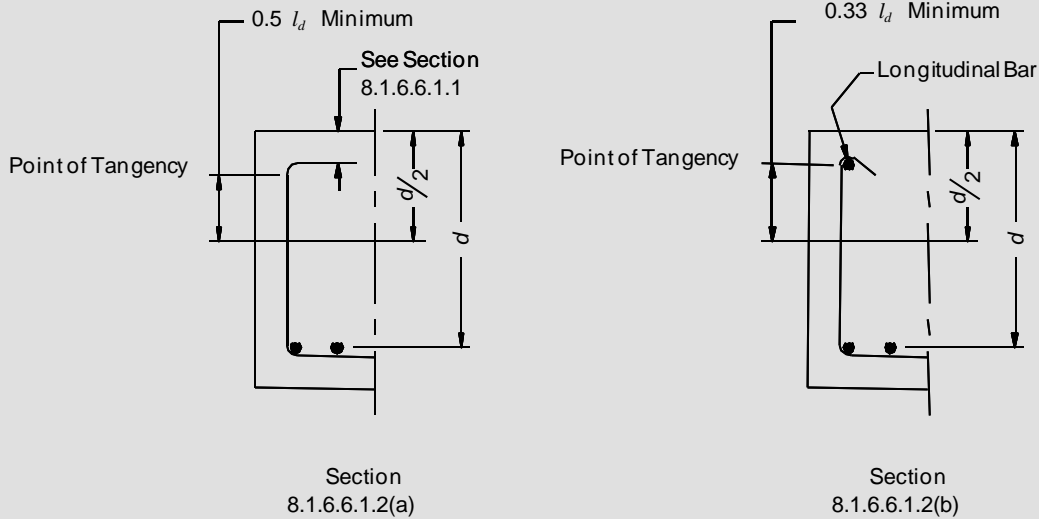 0.5 ld Minimum
See Section
8.1.6.6.1.1
Point of Tangency
d/2
d
Section
8.1.6.6.1.2(a)
0.33 ld Minimum
Longitudinal Bar
Point of Tangency
d/2
d
Section
8.1.6.6.1.2(b)